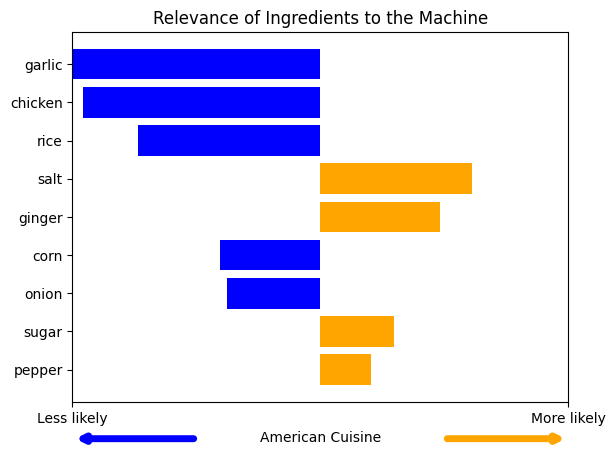 Relevance of Ingredients to the Machine
garlic
chicken
rice
salt
ginger
corn
onion
sugar
pepper
Less likely
More likely
American Cuisine